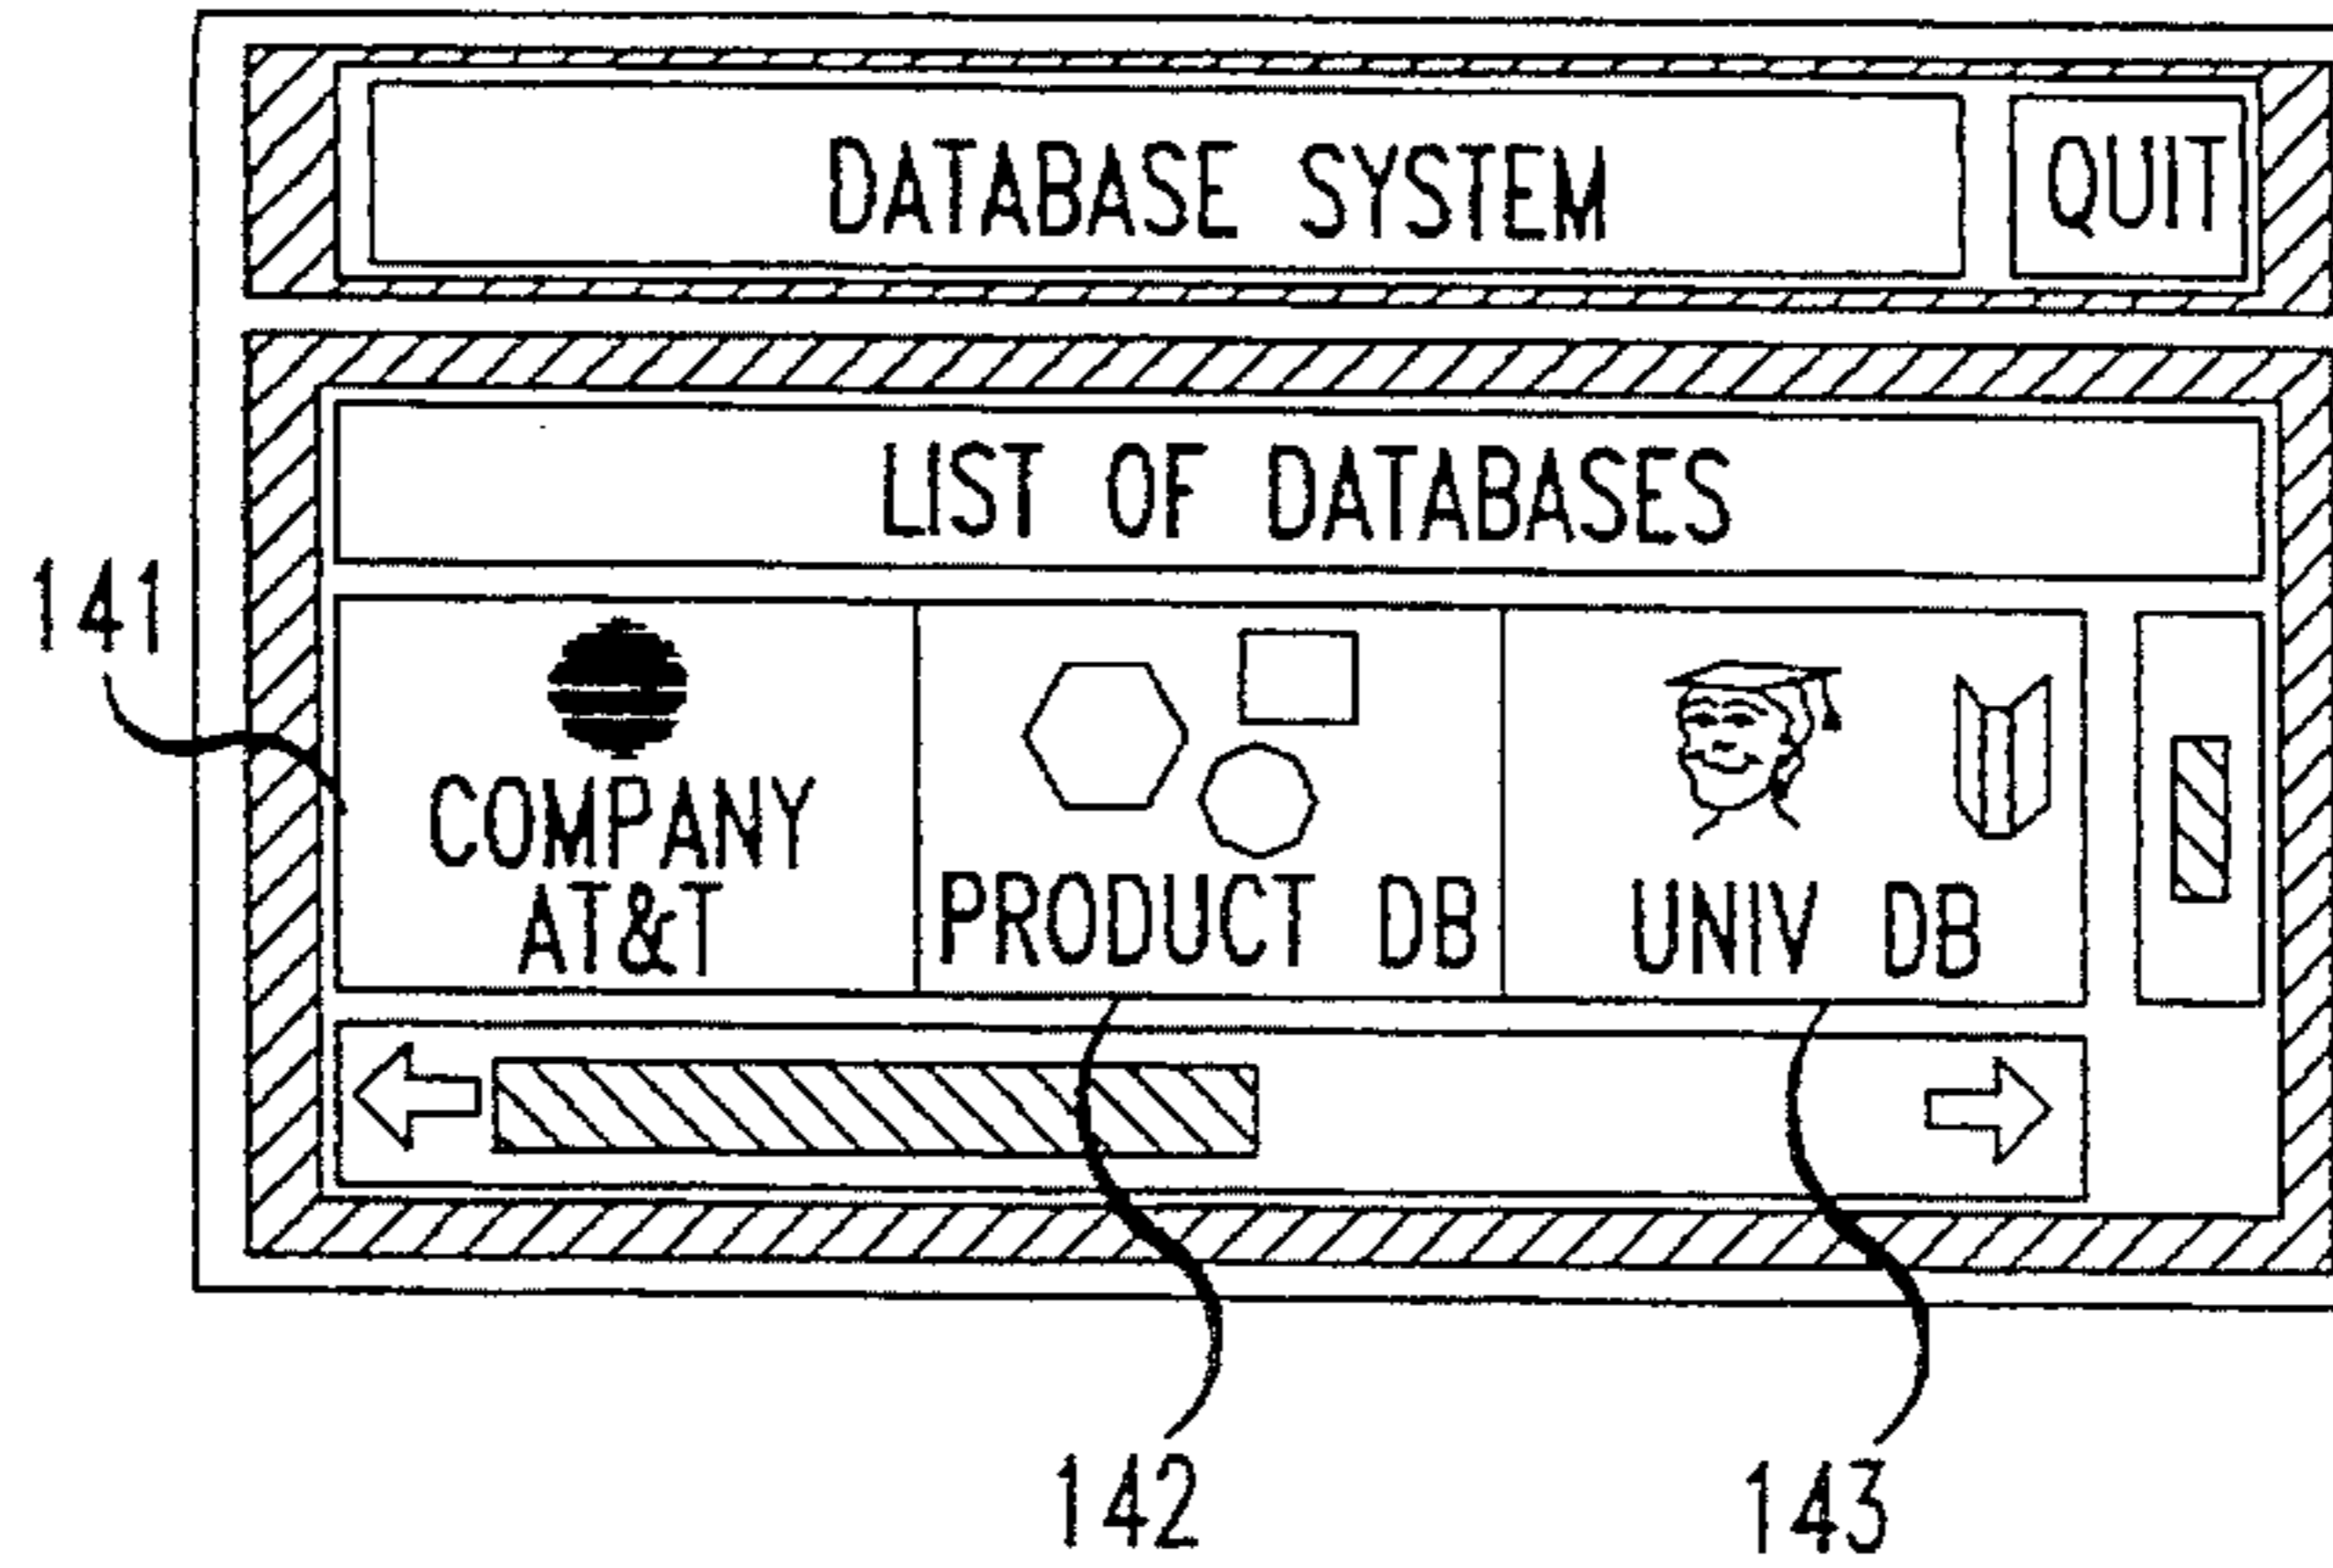 DATABASE SYSTEM QUIT
LIST OF DATABASES
141
COMPANY
AT&T
PRODUCT DB
UNIV DB
142
143